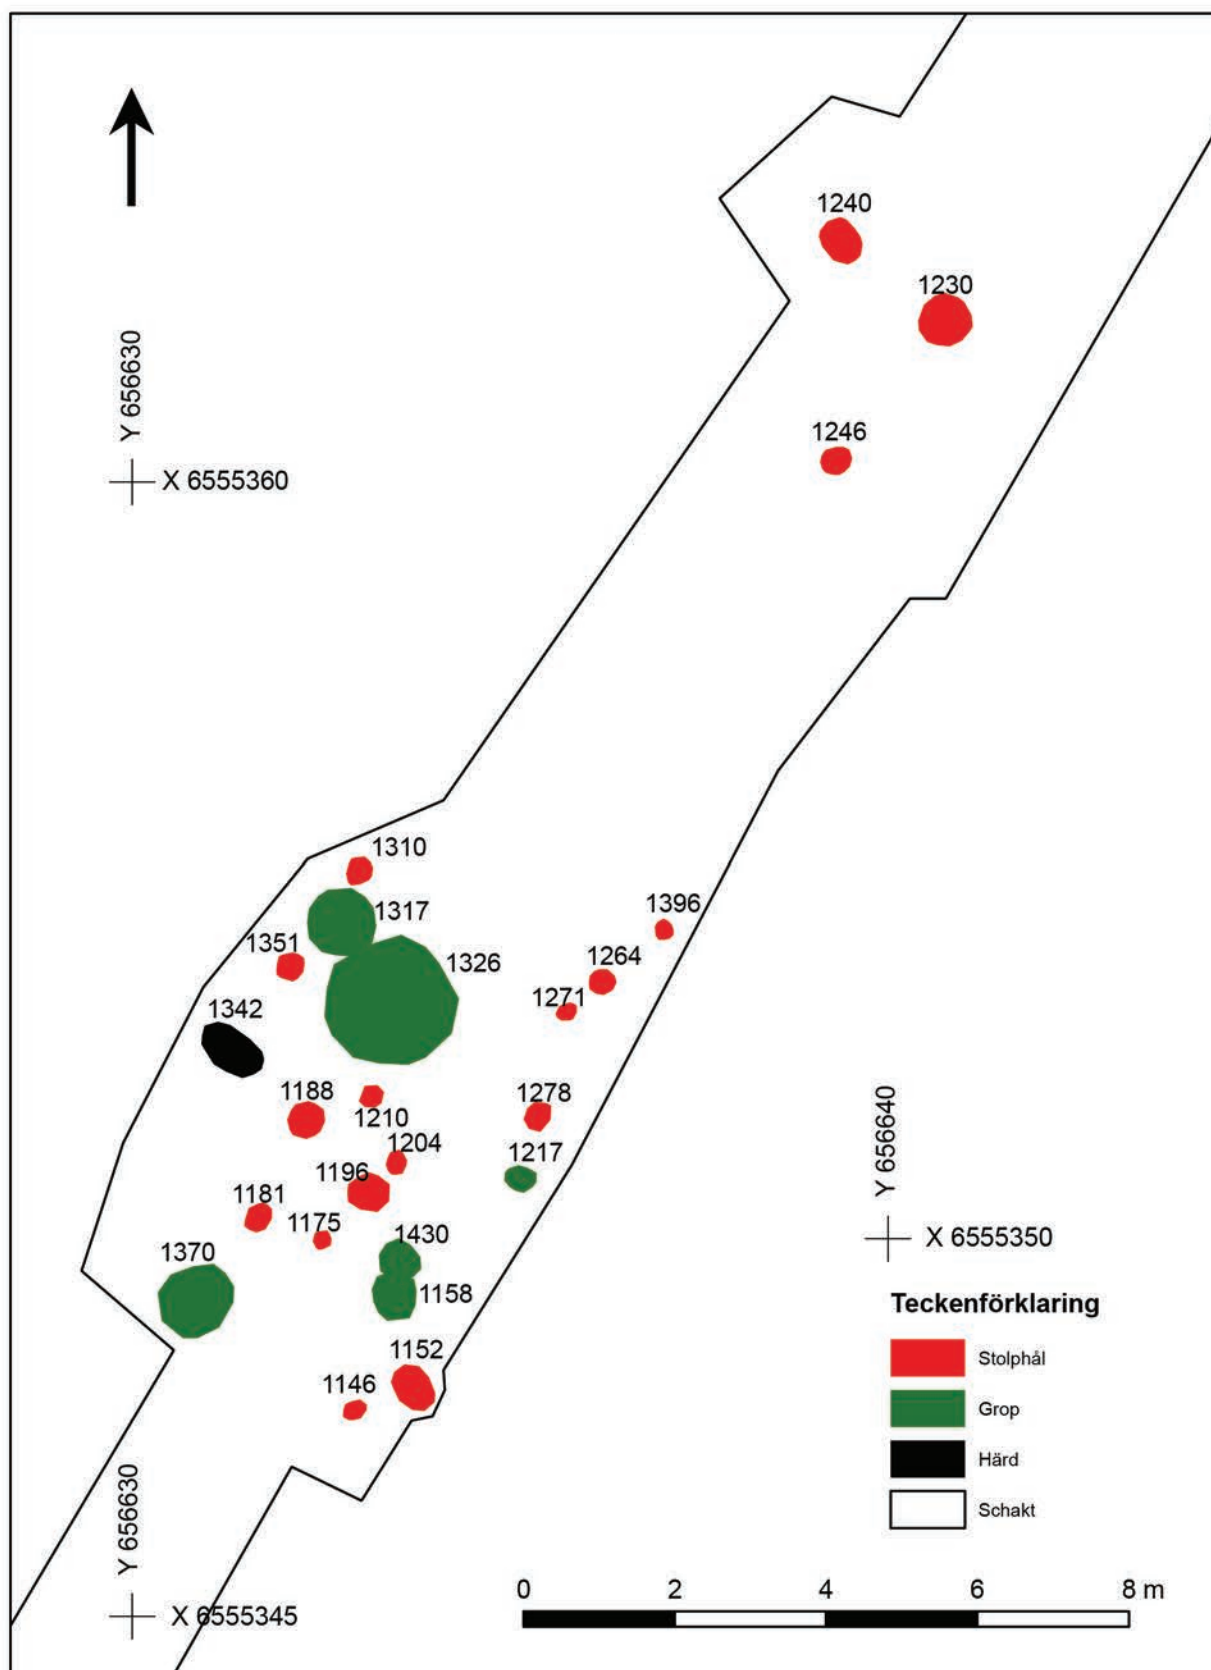 1240
1230
Y 656630
1246
X 6555360
1310
1317
1396
1351
1264
1326
1271
1342
1188
1278
1210
1204
1217
Y 656640
1196
1181
1175
1430
X 6555350
1370
1158
Teckenförklaring
1152
Stolphål
1146
Grop
Härd
Y 656630
Schakt
0 2 4 6 8 m
X 6555345